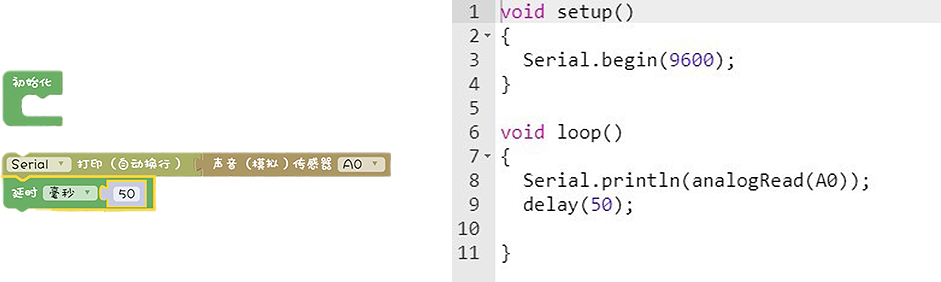 初始化
Serial 打印（自动换行） 声音（模拟）传感器 A0
延时 毫秒 50
1 void setup()
2 {
3 Serial.begin(9600);
4 }
5
6 void loop()
7 {
8 Serial.println(analogRead(A0));
9 delay(50);
10
11 }